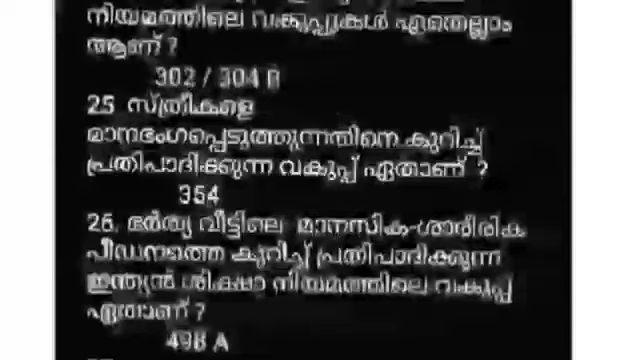 നിയമത്തിലെ വകുപ്പുകൾ ഏതെല്ലാം
ആണ് ?
302 / 304 B
25 സ്ത്രീകളെ
മാനഭംഗപ്പെടുത്തുന്നതിനെ കുറിച്ച്
പ്രതിപാദിക്കുന്ന വകുപ്പ് ഏതാണ് ?
354
26. ഭർത്യ വീട്ടിലെ മാനസിക-ശാരീരിക
പീഡനത്തെ കുറിച്ച് പ്രതിപാദിക്കുന്ന
ഇന്ത്യൻ ശിക്ഷാ നിയമത്തിലെ വകുപ്പ്
ഏതാണ് ?
498 A